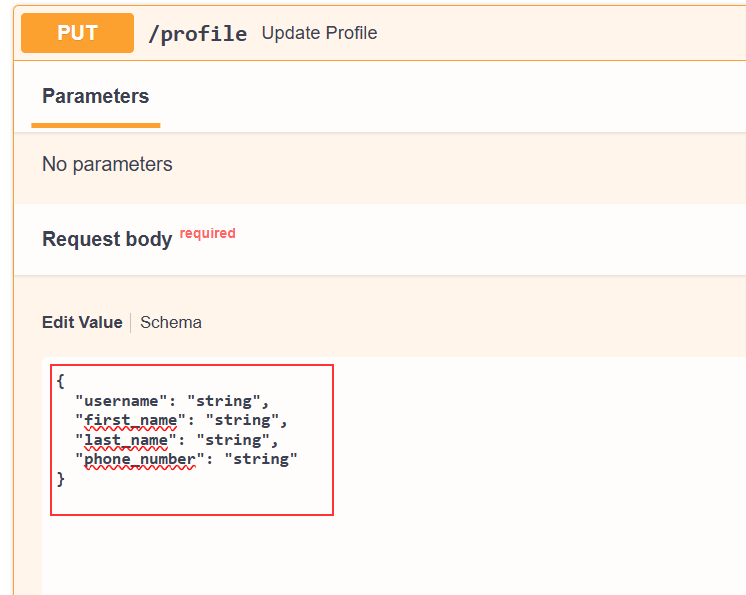 PUT /profile Update Profile
Parameters
No parameters
Request body required
Edit Value Schema
{
  "username": "string",
  "first_name": "string",
  "last_name": "string",
  "phone_number": "string"
}